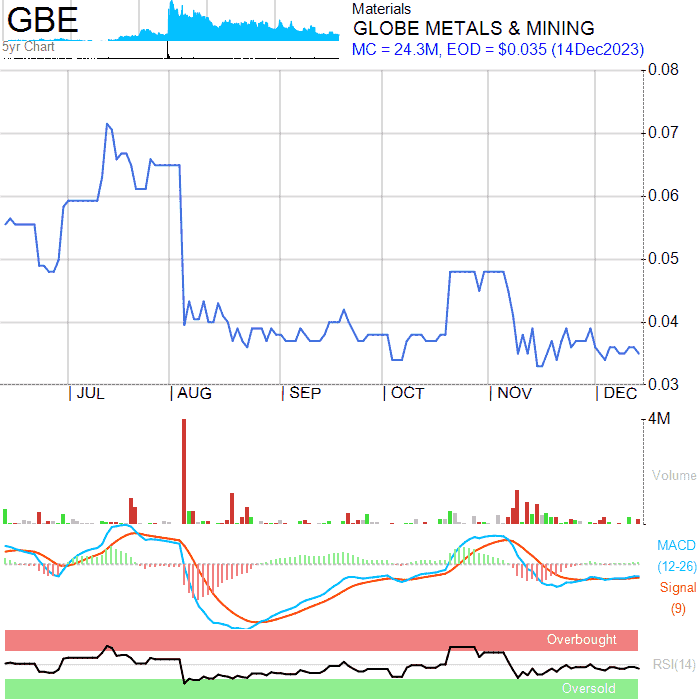 GBE
5yr Chart
Materials
GLOBE METALS & MINING
MC = 24.3M, EOD = $0.035 (14Dec2023)
0.08
0.07
0.06
0.05
0.04
0.03
JUL
AUG
SEP
OCT
NOV
DEC
4M
Volume
MACD
(12-26)
Signal
(9)
Overbought
RSI(14)
Oversold